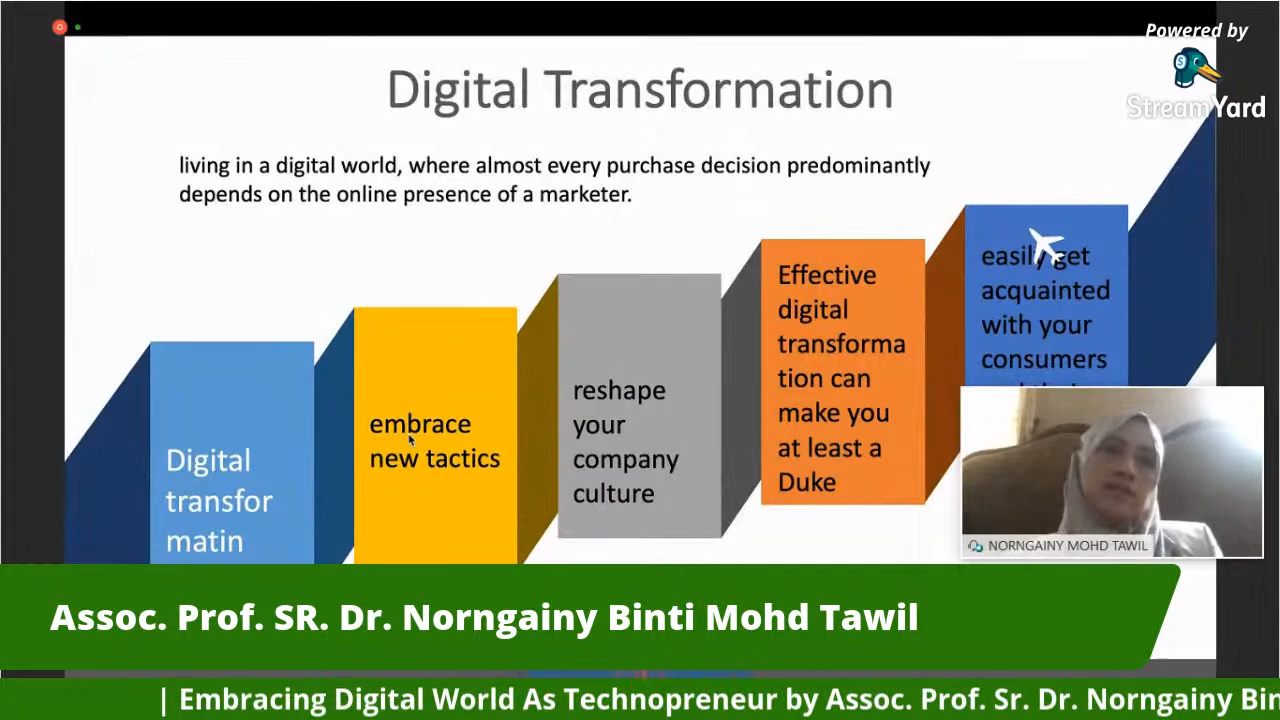 Powered by
StreamYard
Digital Transformation
living in a digital world, where almost every purchase decision predominantly
depends on the online presence of a marketer.
Digital
transfor
matin
embrace
new tactics
reshape
your
company
culture
Effective
digital
transforma
tion can
make you
at least a
Duke
easily get
acquainted
with your
consumers
NORNGAINY MOHD TAWIL
Assoc. Prof. SR. Dr. Norngainy Binti Mohd Tawil
| Embracing Digital World As Technopreneur by Assoc. Prof. Sr. Dr. Norngainy Bin